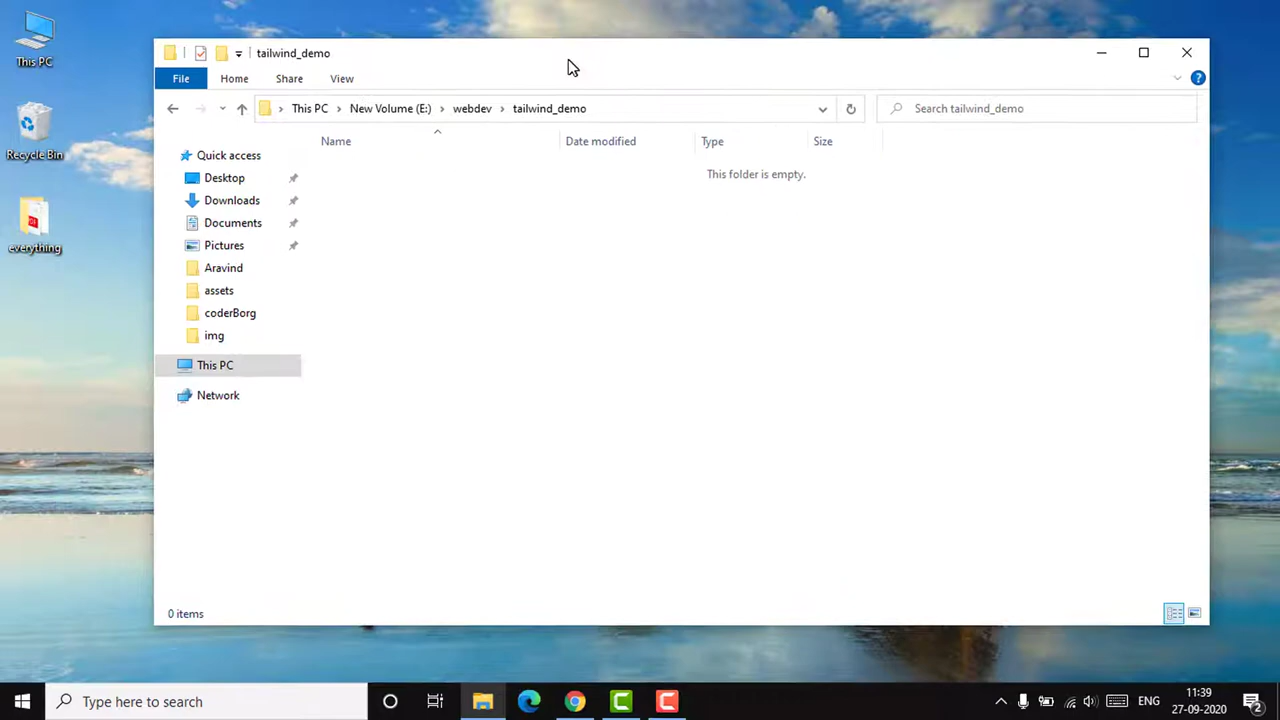 This PC
Recycle Bin
everything
tailwind_demo
File Home Share View
This PC New Volume (E:) webdev tailwind_demo
Search tailwind_demo
Name Date modified Type Size
This folder is empty.
Quick access
Desktop
Downloads
Documents
Pictures
Aravind
assets
coderBorg
img
This PC
Network
0 items
Type here to search
ENG
11:39
27-09-2020
2